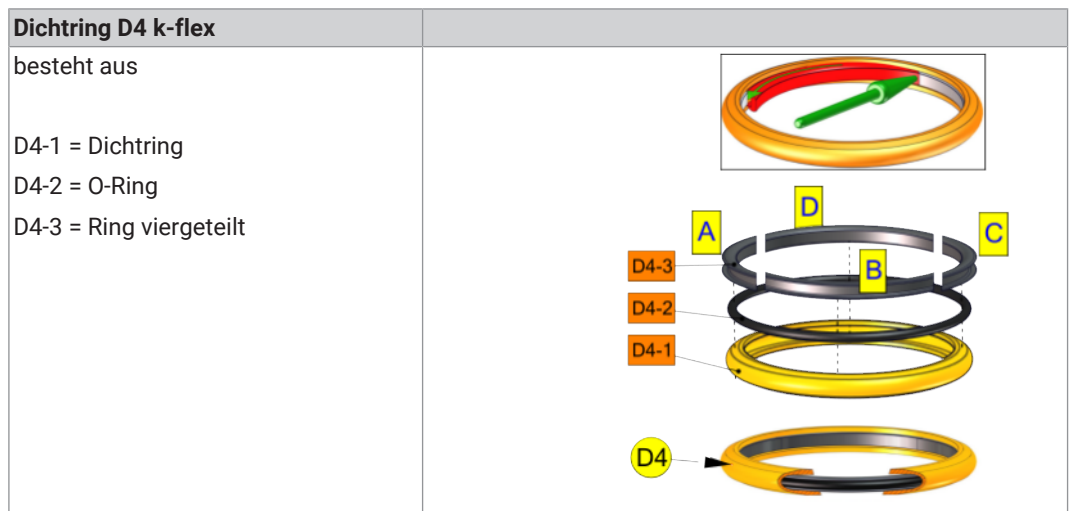 Dichtring D4 k-flex
besteht aus
D4-1 = Dichtring
D4-2 = O-Ring
D4-3 = Ring viergeteilt
D
A
C
B
D4-3
D4-2
D4-1
D4